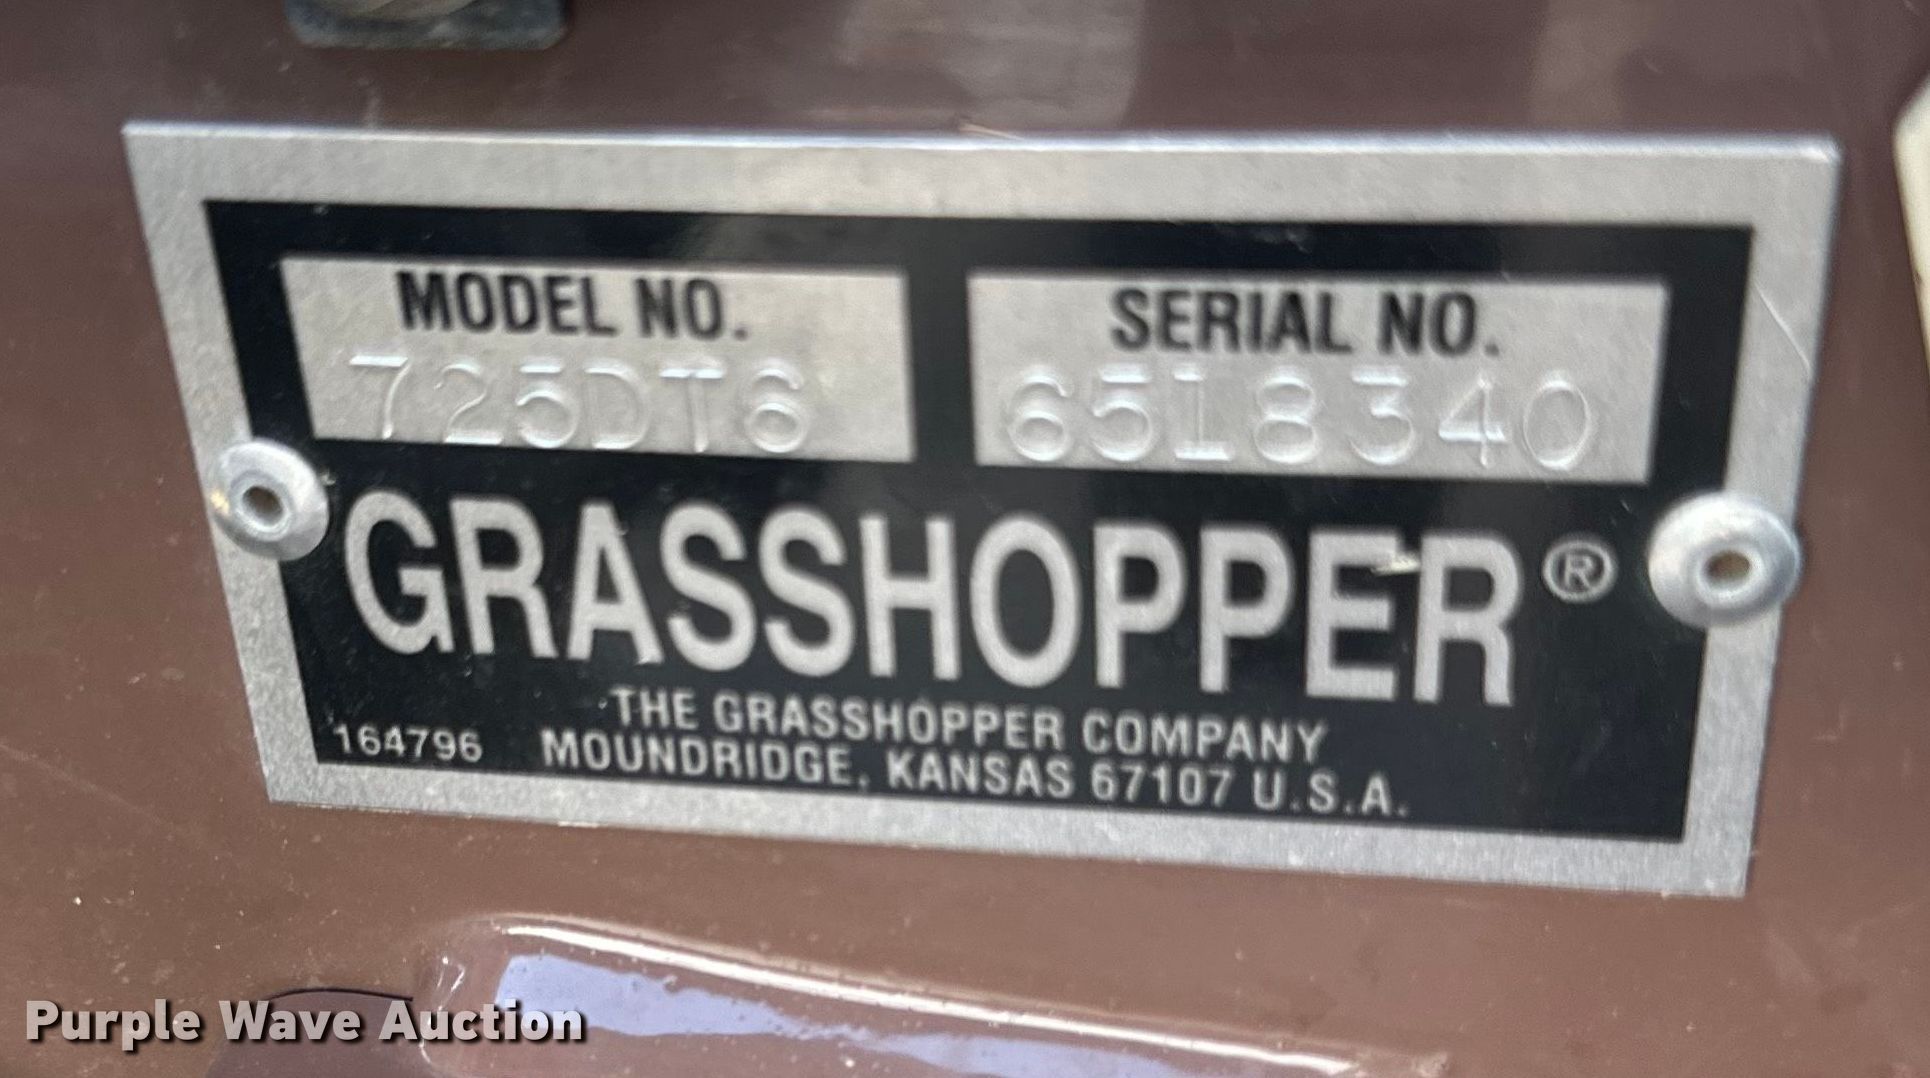 MODEL NO.
725DT6
SERIAL NO.
6518340
GRASSHOPPER®
THE GRASSHOPPER COMPANY
164796 MOUNDRIDGE, KANSAS 67107 U.S.A.
Purple Wave Auction